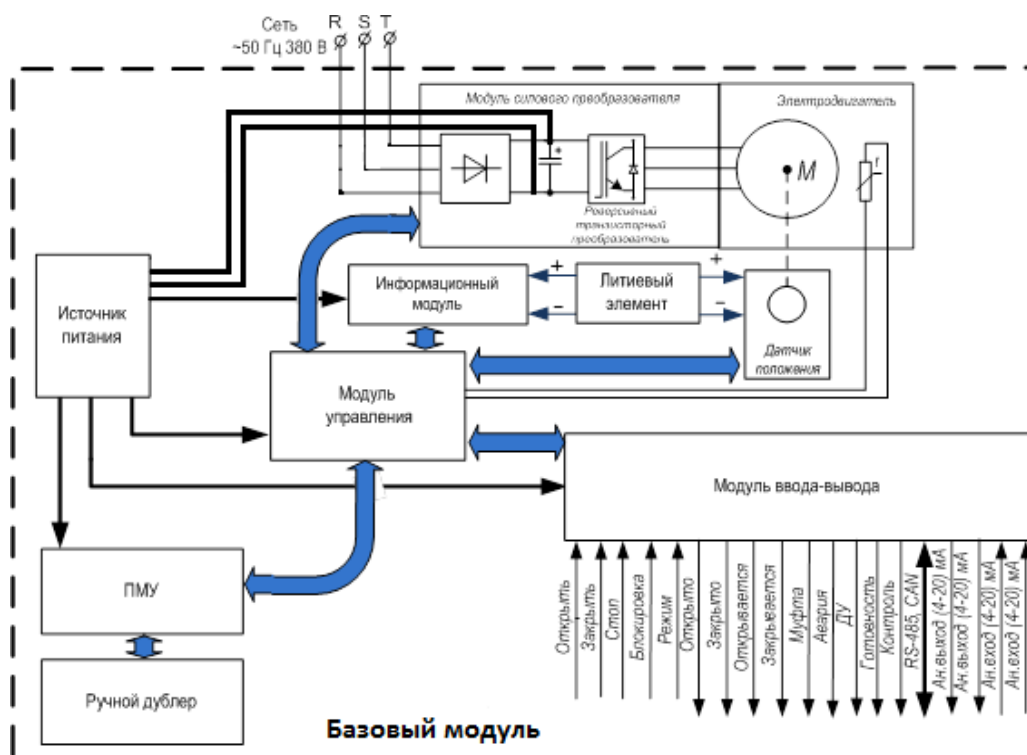 R S T
Сеть
~50 Гц 380 В
Модуль силового преобразователя
Электродвигатель
+
M
r
Реверсивный
транзисторный
преобразователь
Источник
питания
Информационный
модуль
+
−
Литиевый
элемент
+
−
Датчик
положения
Модуль
управления
Модуль ввода-вывода
ПМУ
Ручной дублер
Открыть
Закрыть
Стоп
Блокировка
Режим
Открыто
Закрыто
Открывается
Закрывается
Муфта
Авария
ДУ
Готовность
Контроль
RS-485, CAN
Ан.выход (4-20) мА
Ан.выход (4-20) мА
Ан.вход (4-20) мА
Ан.вход (4-20) мА
Базовый модуль